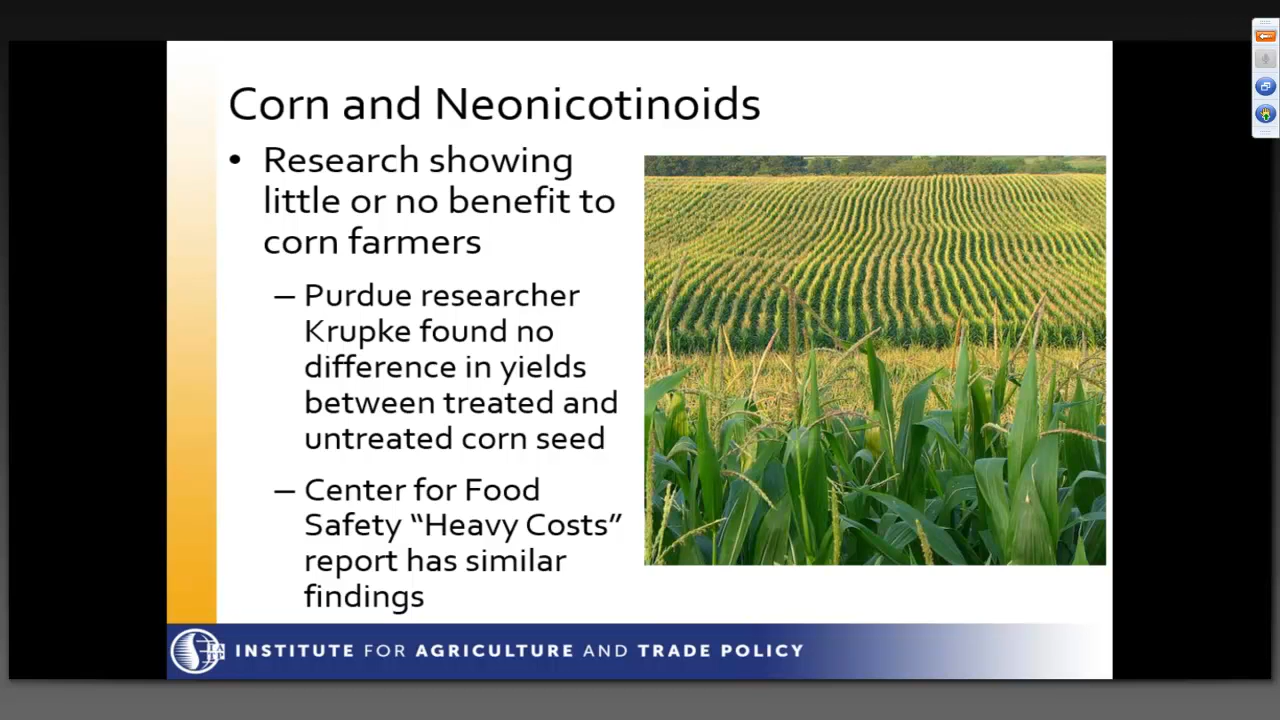 Corn and Neonicotinoids
• Research showing
little or no benefit to
corn farmers
– Purdue researcher
Krupke found no
difference in yields
between treated and
untreated corn seed
– Center for Food
Safety “Heavy Costs”
report has similar
findings
INSTITUTE FOR AGRICULTURE AND TRADE POLICY